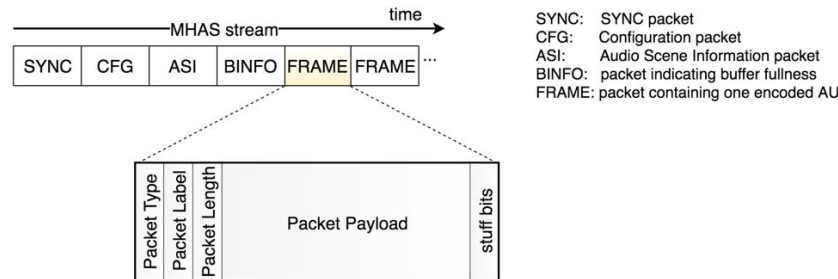 time
MHAS stream
SYNC CFG ASI BINFO FRAME FRAME ...
SYNC: SYNC packet
CFG: Configuration packet
ASI: Audio Scene Information packet
BINFO: packet indicating buffer fullness
FRAME: packet containing one encoded AU
Packet Type
Packet Label
Packet Length
Packet Payload
stuff bits